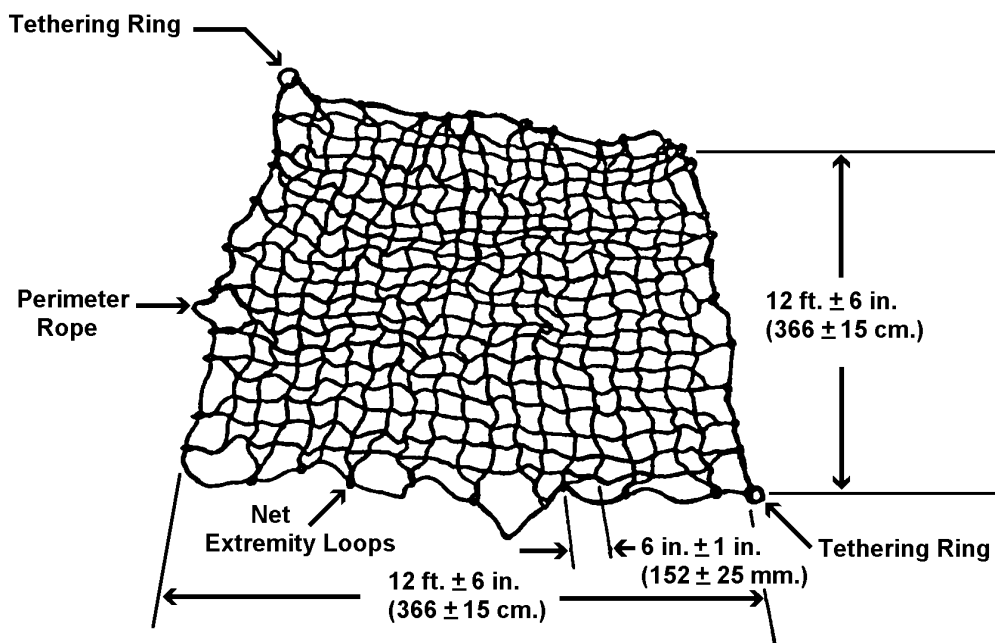 Tethering Ring
Perimeter
Rope
12 ft. ± 6 in.
(366 ± 15 cm.)
Net
Extremity Loops
6 in. ± 1 in.
(152 ± 25 mm.)
Tethering Ring
12 ft. ± 6 in.
(366 ± 15 cm.)